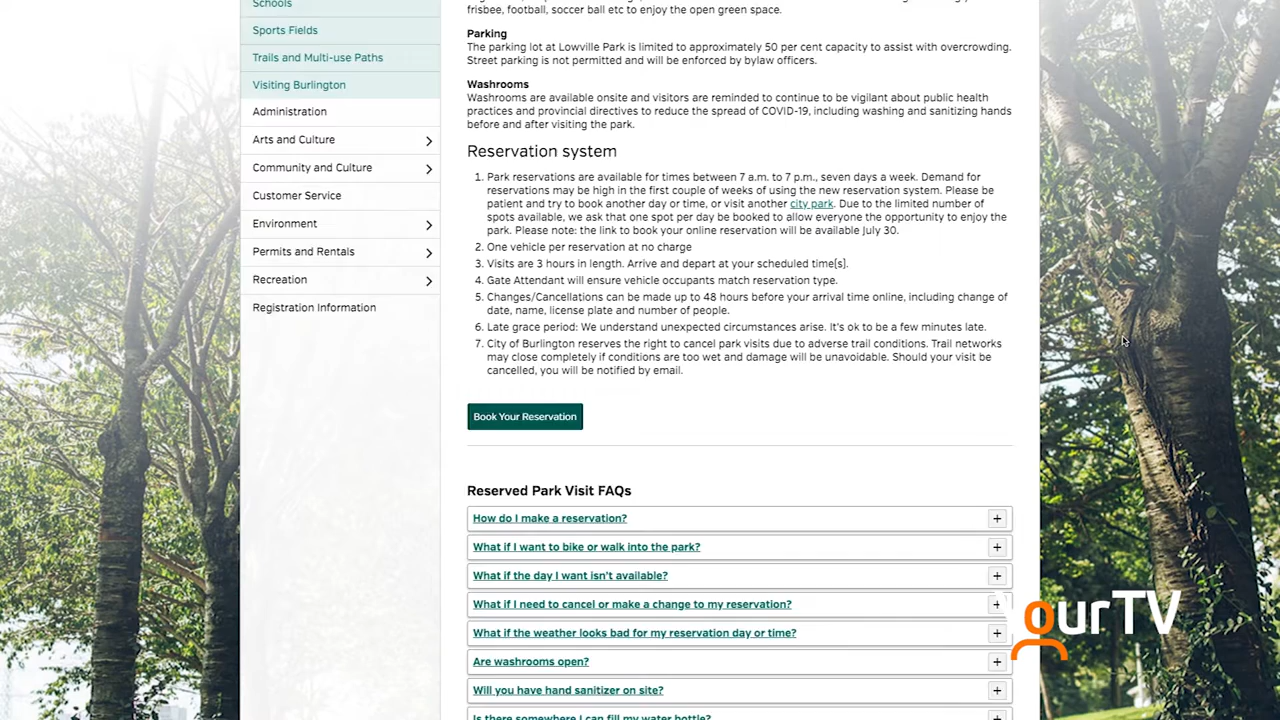 Schools
Sports Fields
Trails and Multi-use Paths
Visiting Burlington
Administration
Arts and Culture
Community and Culture
Customer Service
Environment
Permits and Rentals
Recreation
Registration Information
frisbee, football, soccer ball etc to enjoy the open green space.
Parking
The parking lot at Lowville Park is limited to approximately 50 per cent capacity to assist with overcrowding.
Street parking is not permitted and will be enforced by bylaw officers.
Washrooms
Washrooms are available onsite and visitors are reminded to continue to be vigilant about public health
practices and provincial directives to reduce the spread of COVID-19, including washing and sanitizing hands
before and after visiting the park.
Reservation system
1. Park reservations are available for times between 7 a.m. to 7 p.m., seven days a week. Demand for
reservations may be high in the first couple of weeks of using the new reservation system. Please be
patient and try to book another day or time, or visit another city park. Due to the limited number of
spots available, we ask that one spot per day be booked to allow everyone the opportunity to enjoy the
park. Please note: the link to book your online reservation will be available July 30.
2. One vehicle per reservation at no charge
3. Visits are 3 hours in length. Arrive and depart at your scheduled time(s).
4. Gate Attendant will ensure vehicle occupants match reservation type.
5. Changes/Cancellations can be made up to 48 hours before your arrival time online, including change of
date, name, license plate and number of people.
6. Late grace period: We understand unexpected circumstances arise. It's ok to be a few minutes late.
7. City of Burlington reserves the right to cancel park visits due to adverse trail conditions. Trail networks
may close completely if conditions are too wet and damage will be unavoidable. Should your visit be
cancelled, you will be notified by email.
Book Your Reservation
Reserved Park Visit FAQs
How do I make a reservation?
What if I want to bike or walk into the park?
What if the day I want isn't available?
What if I need to cancel or make a change to my reservation?
What if the weather looks bad for my reservation day or time?
Are washrooms open?
Will you have hand sanitizer on site?
Is there somewhere I can fill my water bottle?
YourTV